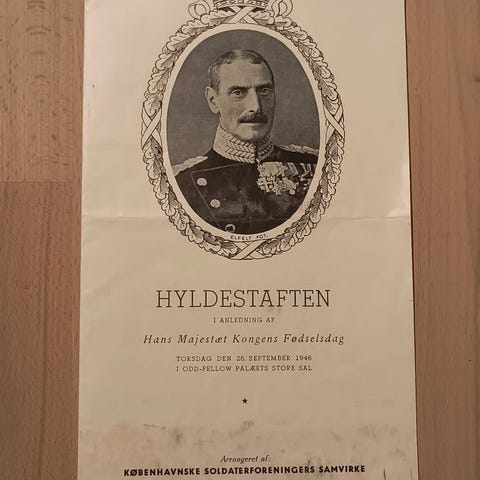 ELFELT FOT.
HYLDESTAFTEN
I ANLEDNING AF
Hans Majestæt Kongens Fødselsdag
TORSDAG DEN 26. SEPTEMBER 1946
I ODD-FELLOW PALÆETS STORE SAL
Arrangeret af:
KØBENHAVNSKE SOLDATERFORENINGERS SAMVIRKE